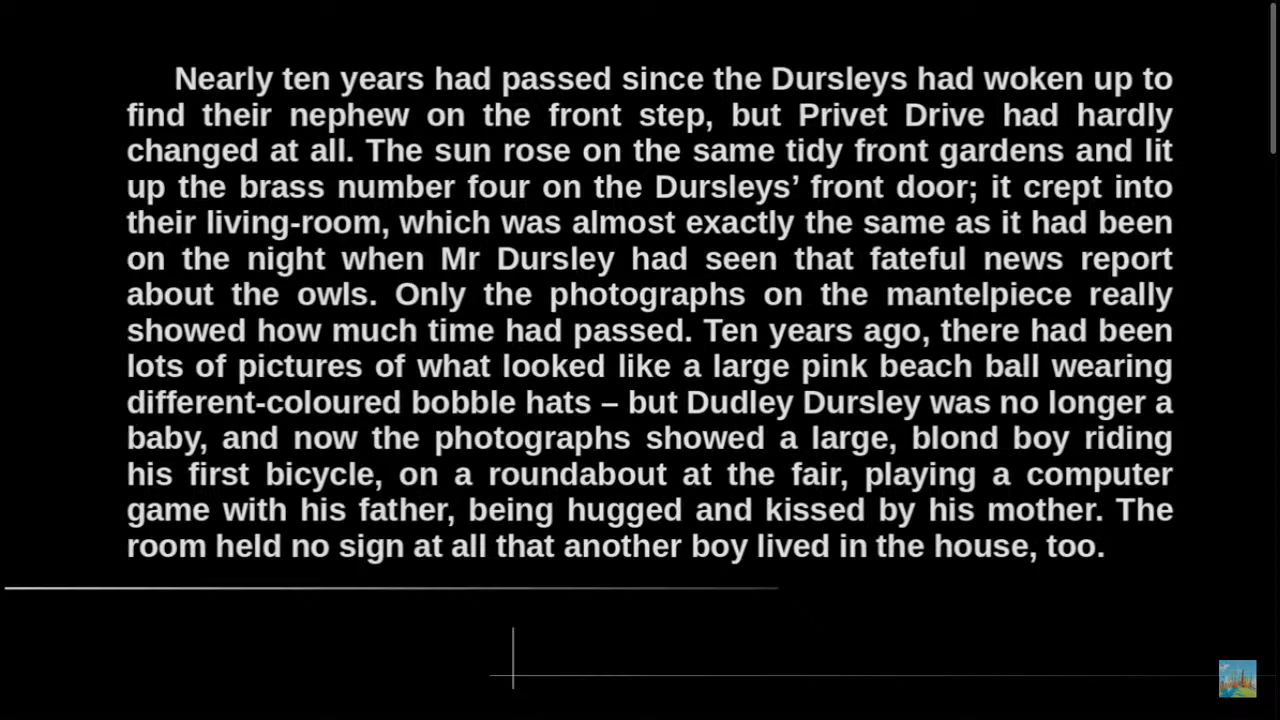 Nearly ten years had passed since the Dursleys had woken up to
find their nephew on the front step, but Privet Drive had hardly
changed at all. The sun rose on the same tidy front gardens and lit
up the brass number four on the Dursleys’ front door; it crept into
their living-room, which was almost exactly the same as it had been
on the night when Mr Dursley had seen that fateful news report
about the owls. Only the photographs on the mantelpiece really
showed how much time had passed. Ten years ago, there had been
lots of pictures of what looked like a large pink beach ball wearing
different-coloured bobble hats – but Dudley Dursley was no longer a
baby, and now the photographs showed a large, blond boy riding
his first bicycle, on a roundabout at the fair, playing a computer
game with his father, being hugged and kissed by his mother. The
room held no sign at all that another boy lived in the house, too.